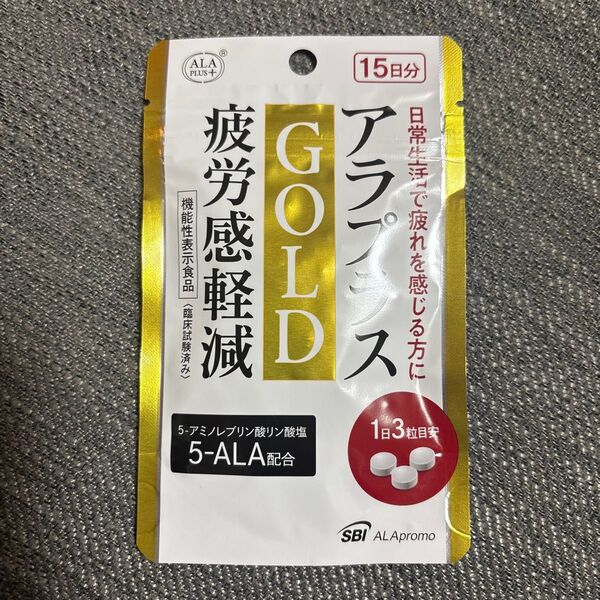 ALA
PLUS+
®
15日分
日常生活で疲れを感じる方に
アラプラス
GOLD
疲労感軽減
機能性表示食品
〈臨床試験済み〉
5-アミノレブリン酸リン酸塩
5-ALA配合
1日3粒目安
SBI ALApromo